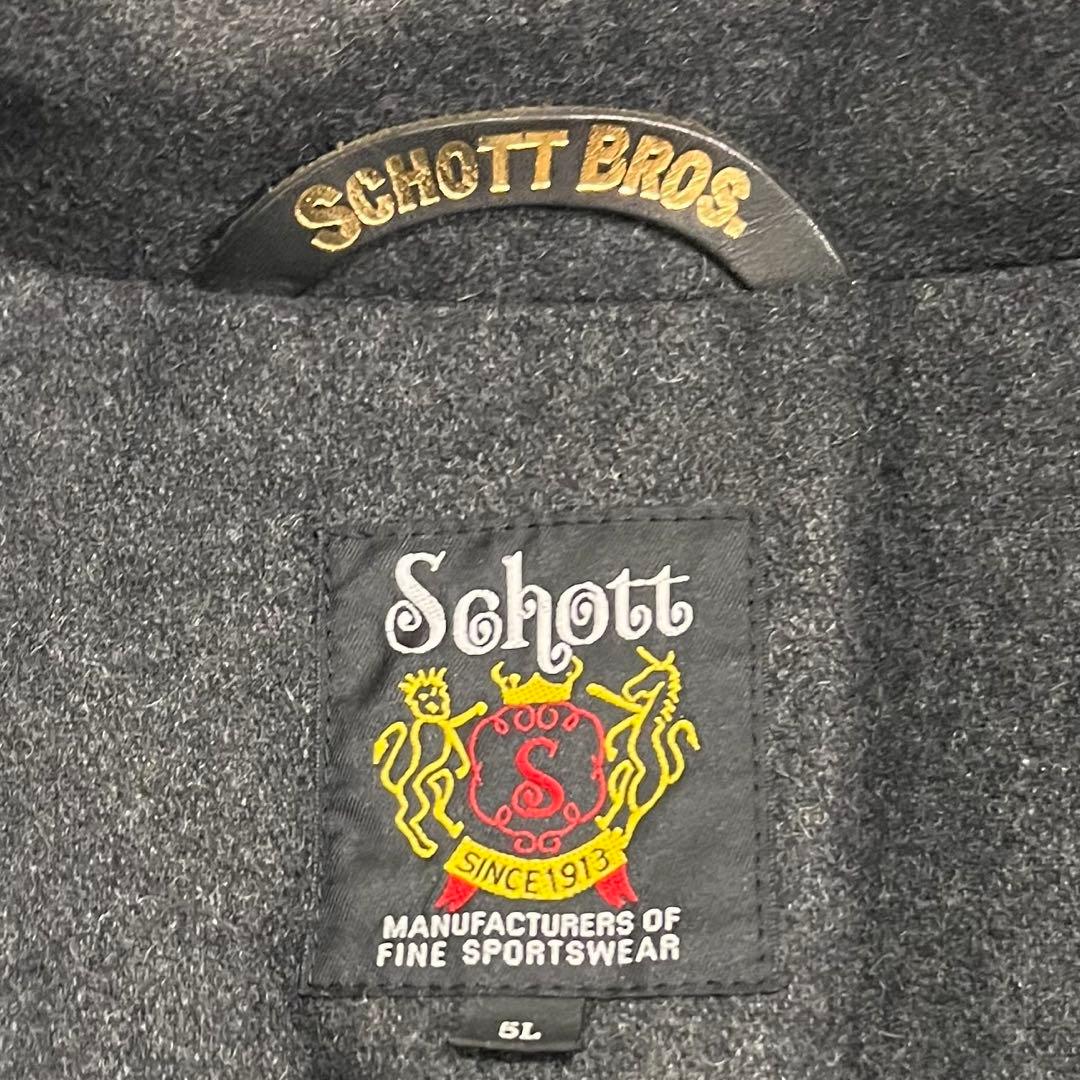 SCHOTT BROS.
Schott
S
SINCE 1913
MANUFACTURERS OF
FINE SPORTSWEAR
5L